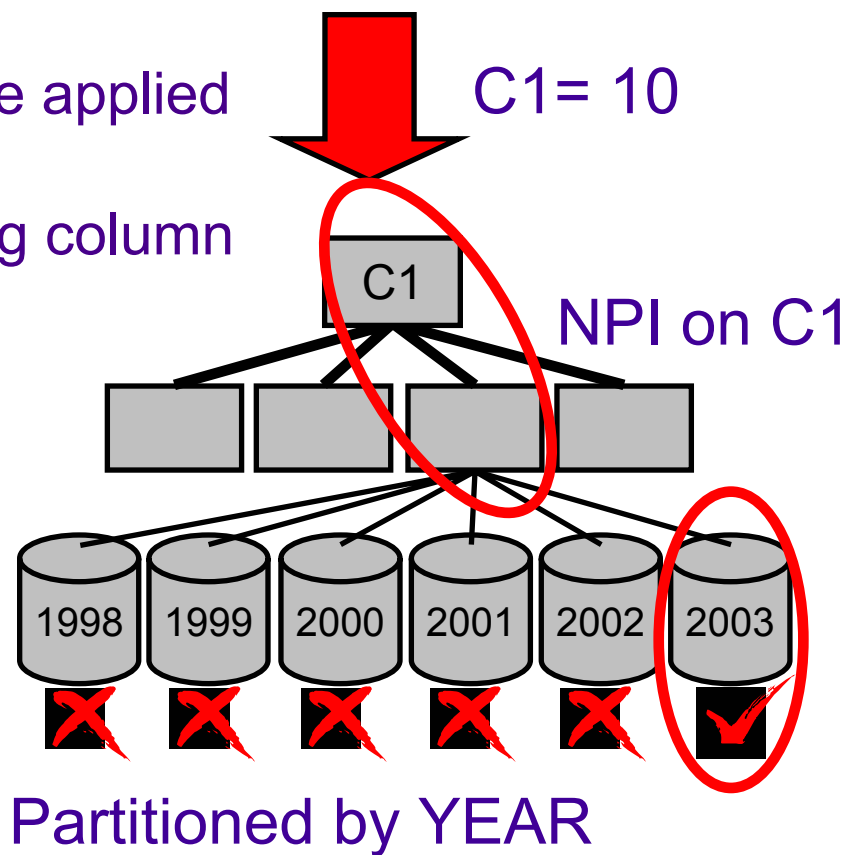 e applied
C1= 10
g column
C1
NPI on C1
1998 1999 2000 2001 2002 2003
Partitioned by YEAR